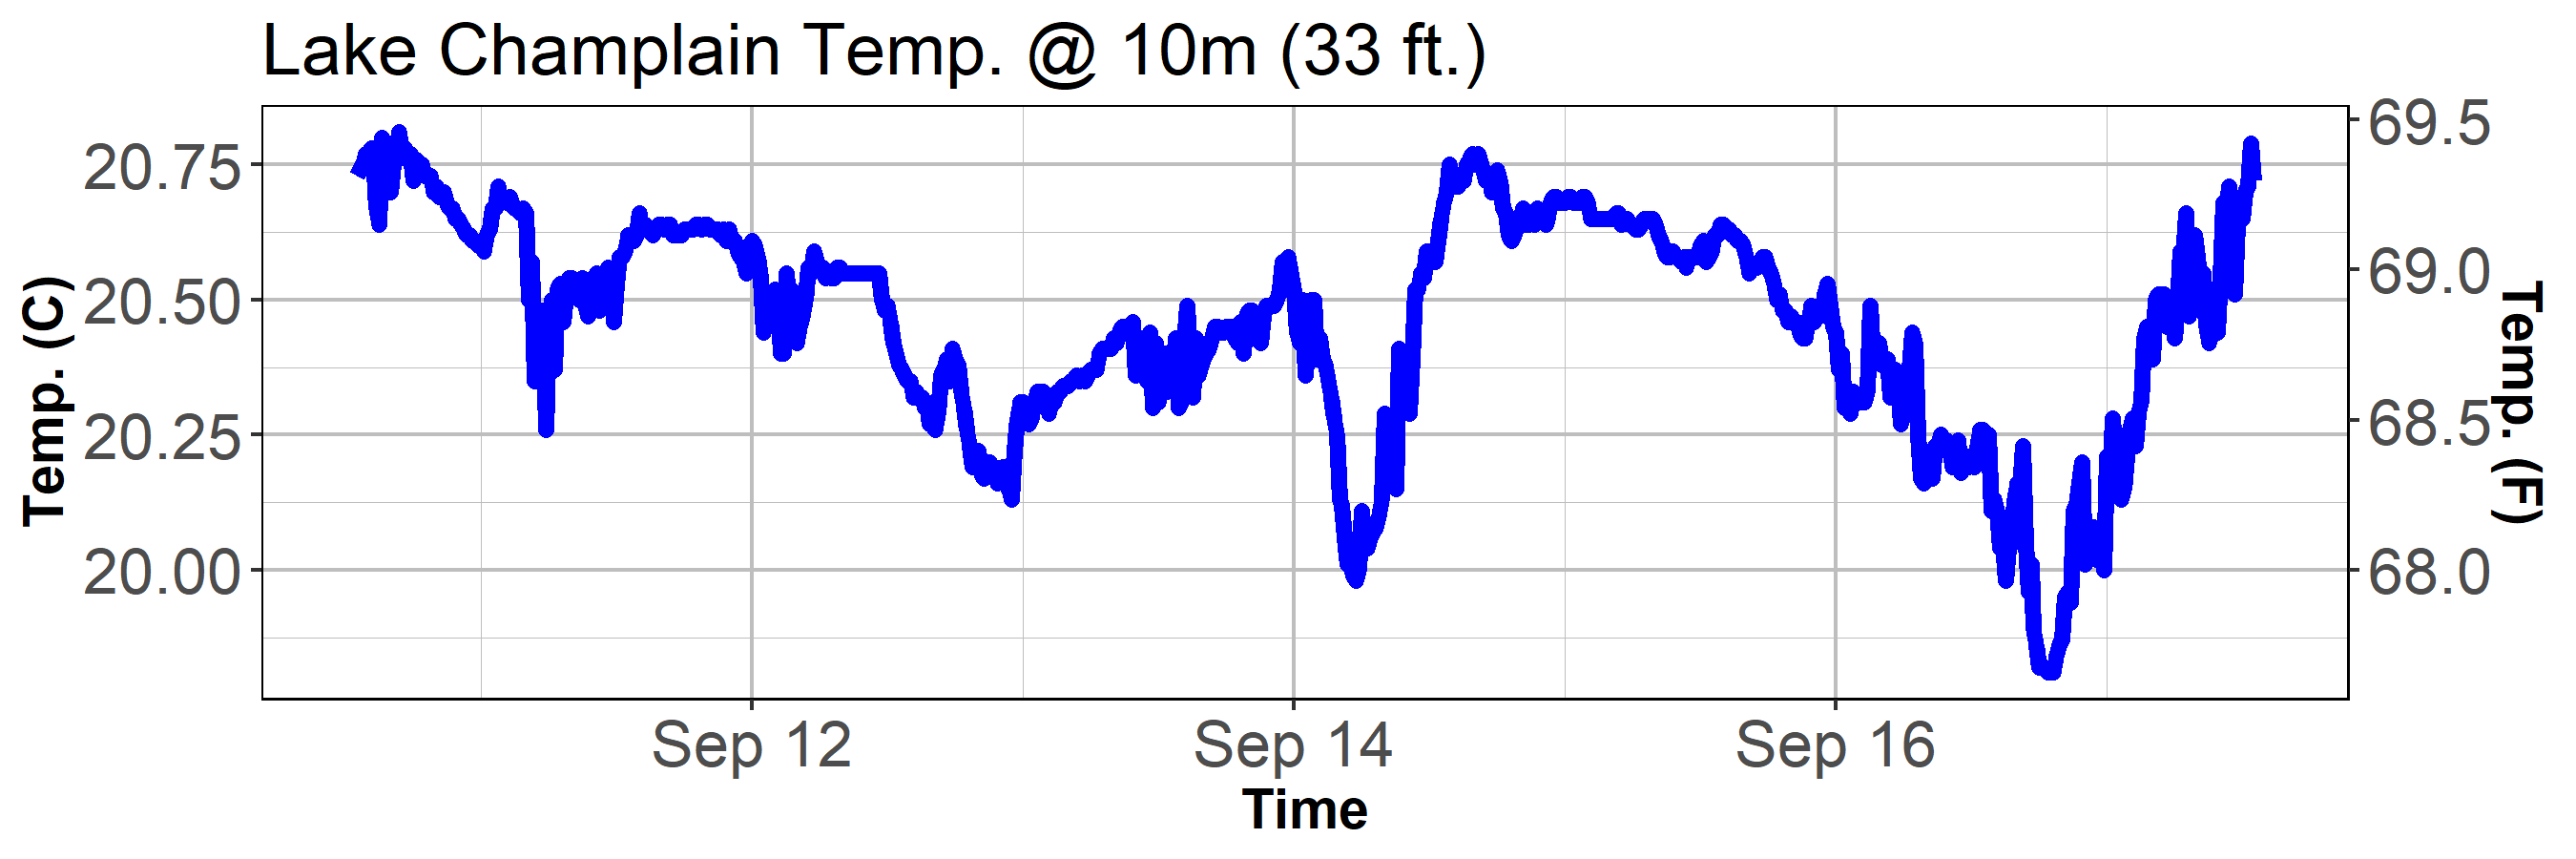 Lake Champlain Temp. @ 10m (33 ft.)
Temp. (C)
20.75
20.50
20.25
20.00
69.5
69.0
68.5
68.0
Temp. (F)
Sep 12
Sep 14
Sep 16
Time